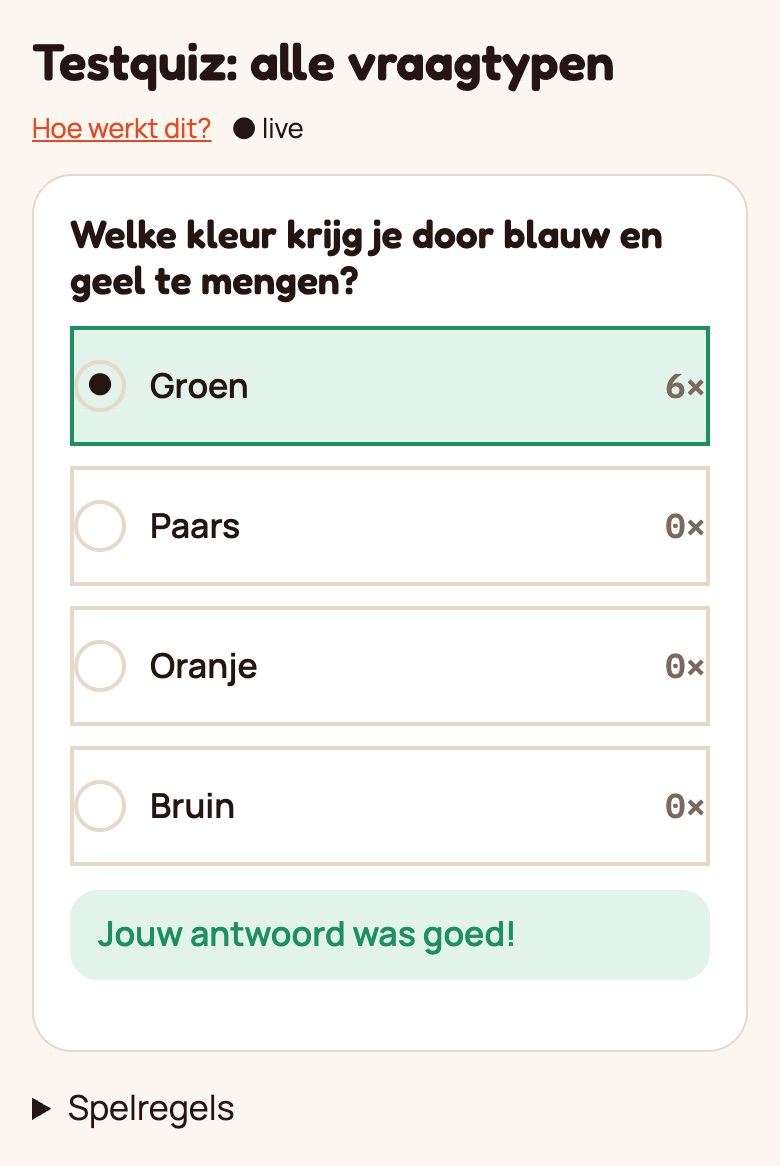 Testquiz: alle vraagtypen
Hoe werkt dit? live
Welke kleur krijg je door blauw en
geel te mengen?
Groen 6×
Paars 0×
Oranje 0×
Bruin 0×
Jouw antwoord was goed!
Spelregels